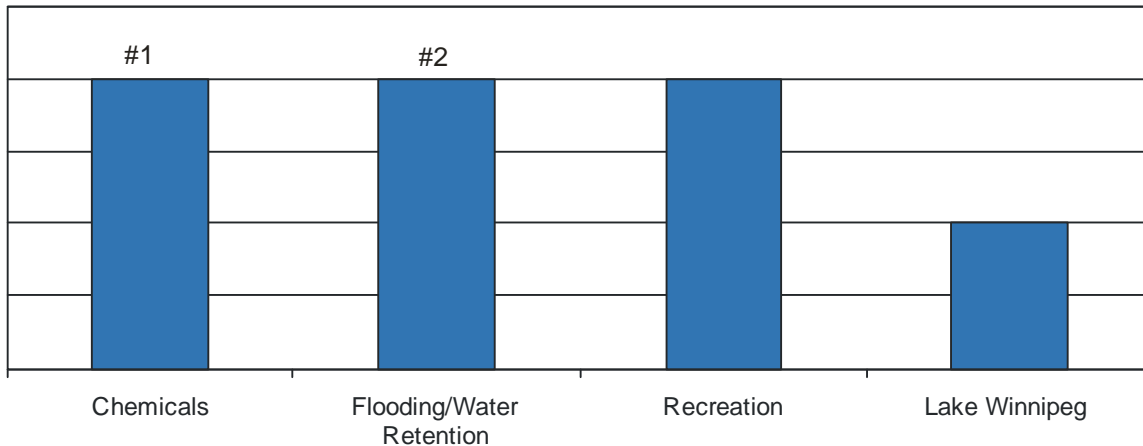 #1
#2
Chemicals
Flooding/Water
Retention
Recreation
Lake Winnipeg